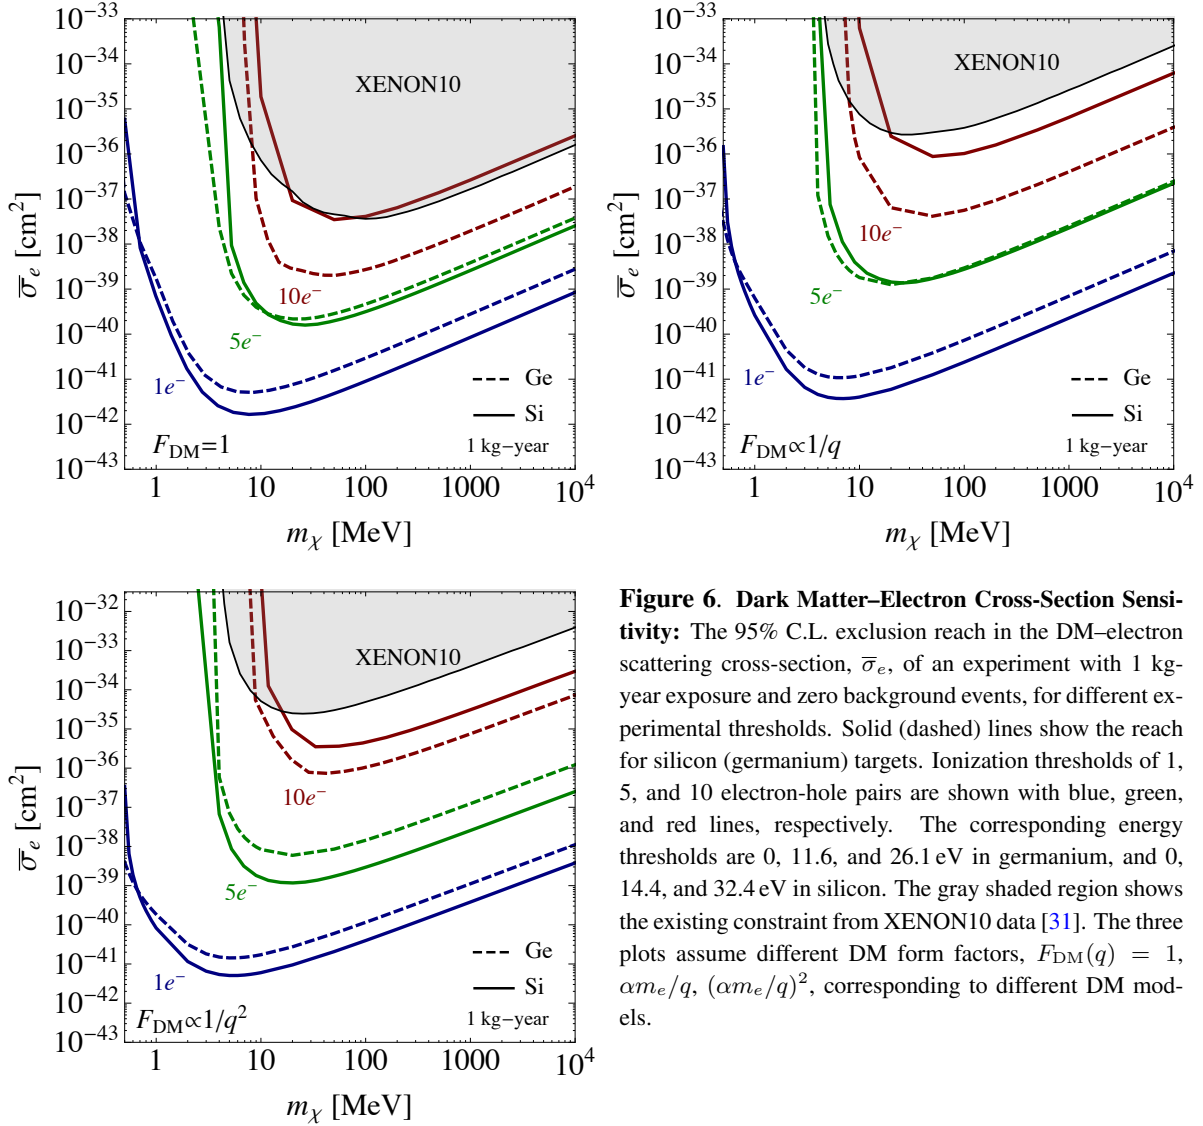 10^−33
10^−34
10^−35
10^−36
10^−37
10^−38
10^−39
10^−40
10^−41
10^−42
10^−43
σ̅_e [cm^2]
XENON10
10e^−
5e^−
1e^−
Ge
Si
F_DM=1
1 kg−year
1 10 100 1000 10^4
m_χ [MeV]
10^−33
10^−34
10^−35
10^−36
10^−37
10^−38
10^−39
10^−40
10^−41
10^−42
10^−43
σ̅_e [cm^2]
XENON10
10e^−
5e^−
1e^−
Ge
Si
F_DM∝1/q
1 kg−year
1 10 100 1000 10^4
m_χ [MeV]
10^−32
10^−33
10^−34
10^−35
10^−36
10^−37
10^−38
10^−39
10^−40
10^−41
10^−42
10^−43
σ̅_e [cm^2]
XENON10
10e^−
5e^−
1e^−
Ge
Si
F_DM∝1/q^2
1 kg−year
1 10 100 1000 10^4
m_χ [MeV]
Figure 6. Dark Matter–Electron Cross-Section Sensi-
tivity: The 95% C.L. exclusion reach in the DM–electron
scattering cross-section, σ̅_e, of an experiment with 1 kg-
year exposure and zero background events, for different ex-
perimental thresholds. Solid (dashed) lines show the reach
for silicon (germanium) targets. Ionization thresholds of 1,
5, and 10 electron-hole pairs are shown with blue, green,
and red lines, respectively. The corresponding energy
thresholds are 0, 11.6, and 26.1 eV in germanium, and 0,
14.4, and 32.4 eV in silicon. The gray shaded region shows
the existing constraint from XENON10 data [31]. The three
plots assume different DM form factors, F_DM(q) = 1,
αm_e/q, (αm_e/q)^2, corresponding to different DM mod-
els.